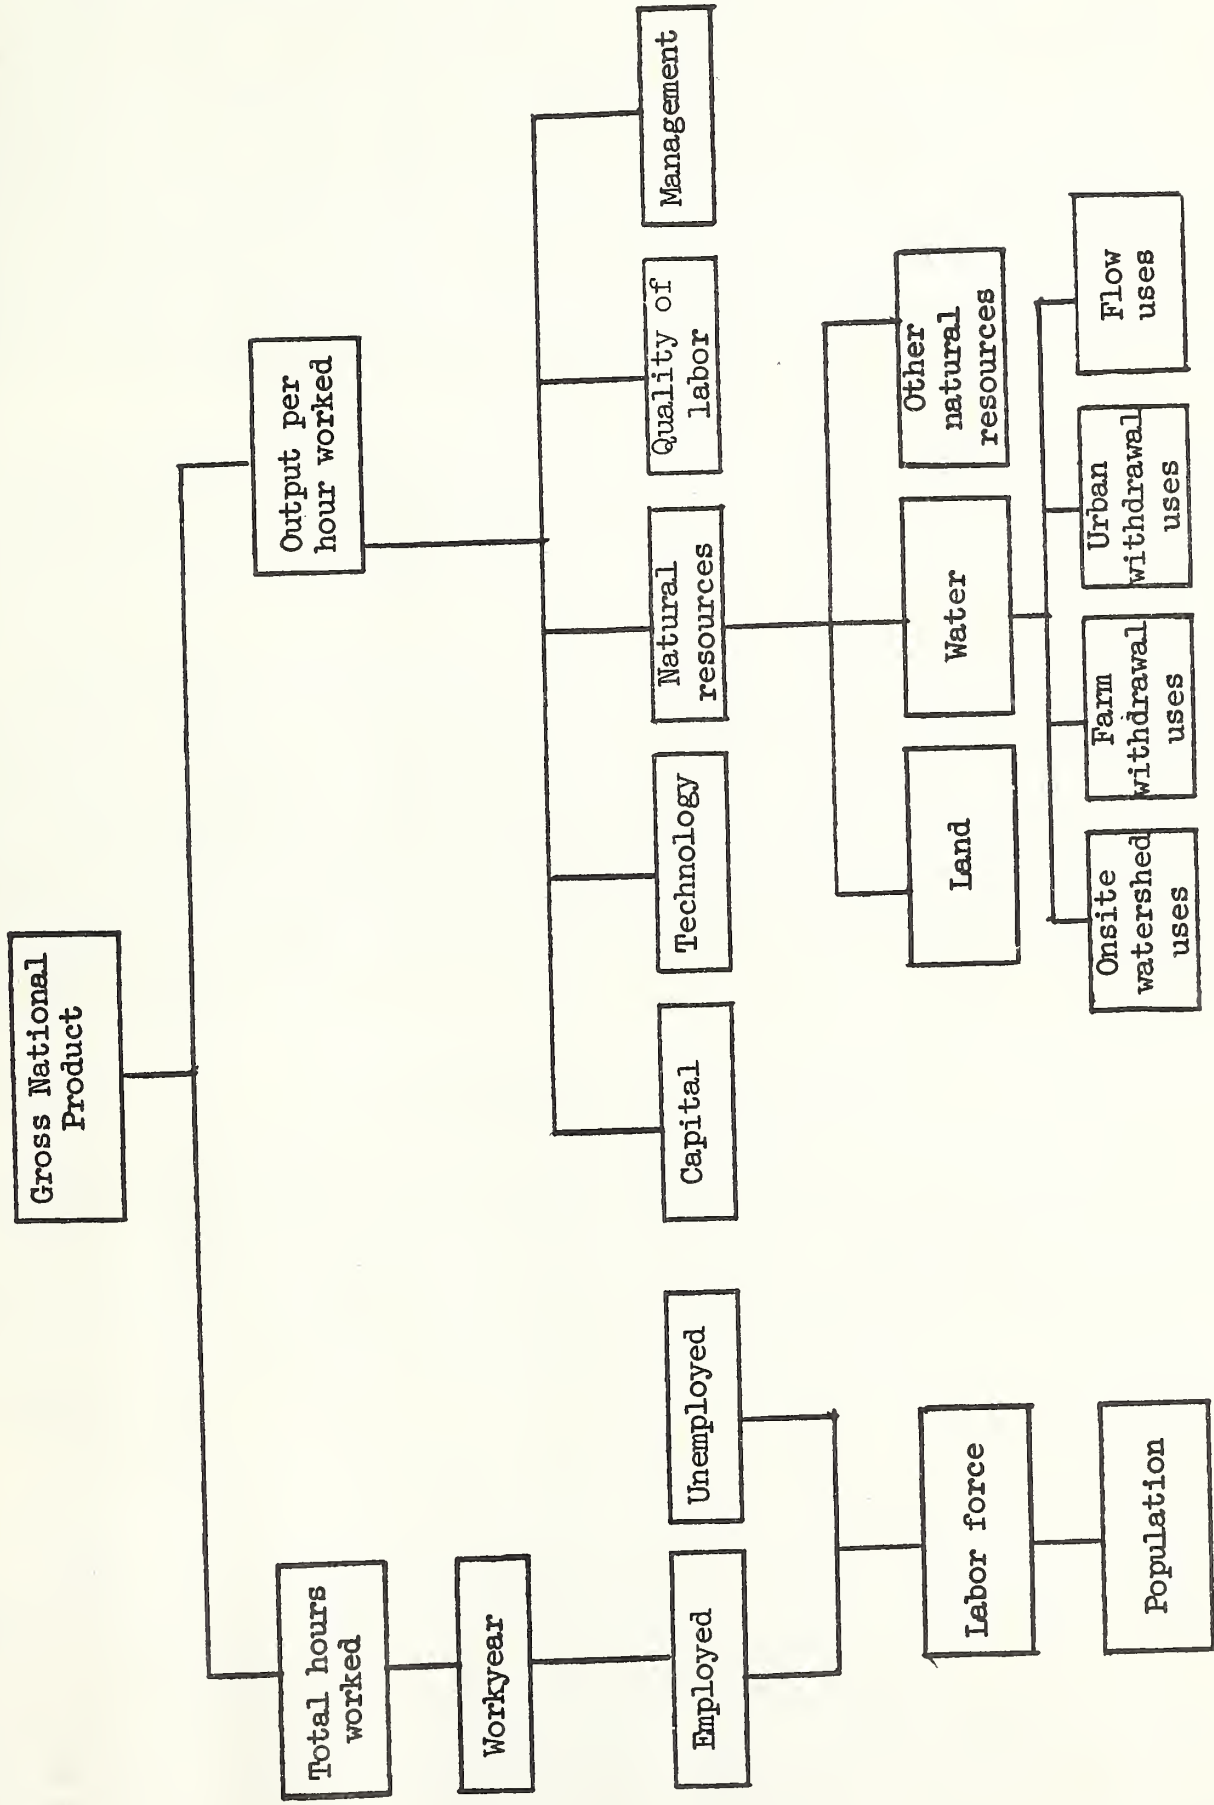 Gross National
Product
Total hours
worked
Output per
hour worked
Workyear
Employed
Unemployed
Capital
Technology
Natural
resources
Quality of
labor
Management
Labor force
Land
Water
Other
natural
resources
Population
Onsite
watershed
uses
Farm
withdrawal
uses
Urban
withdrawal
uses
Flow
uses